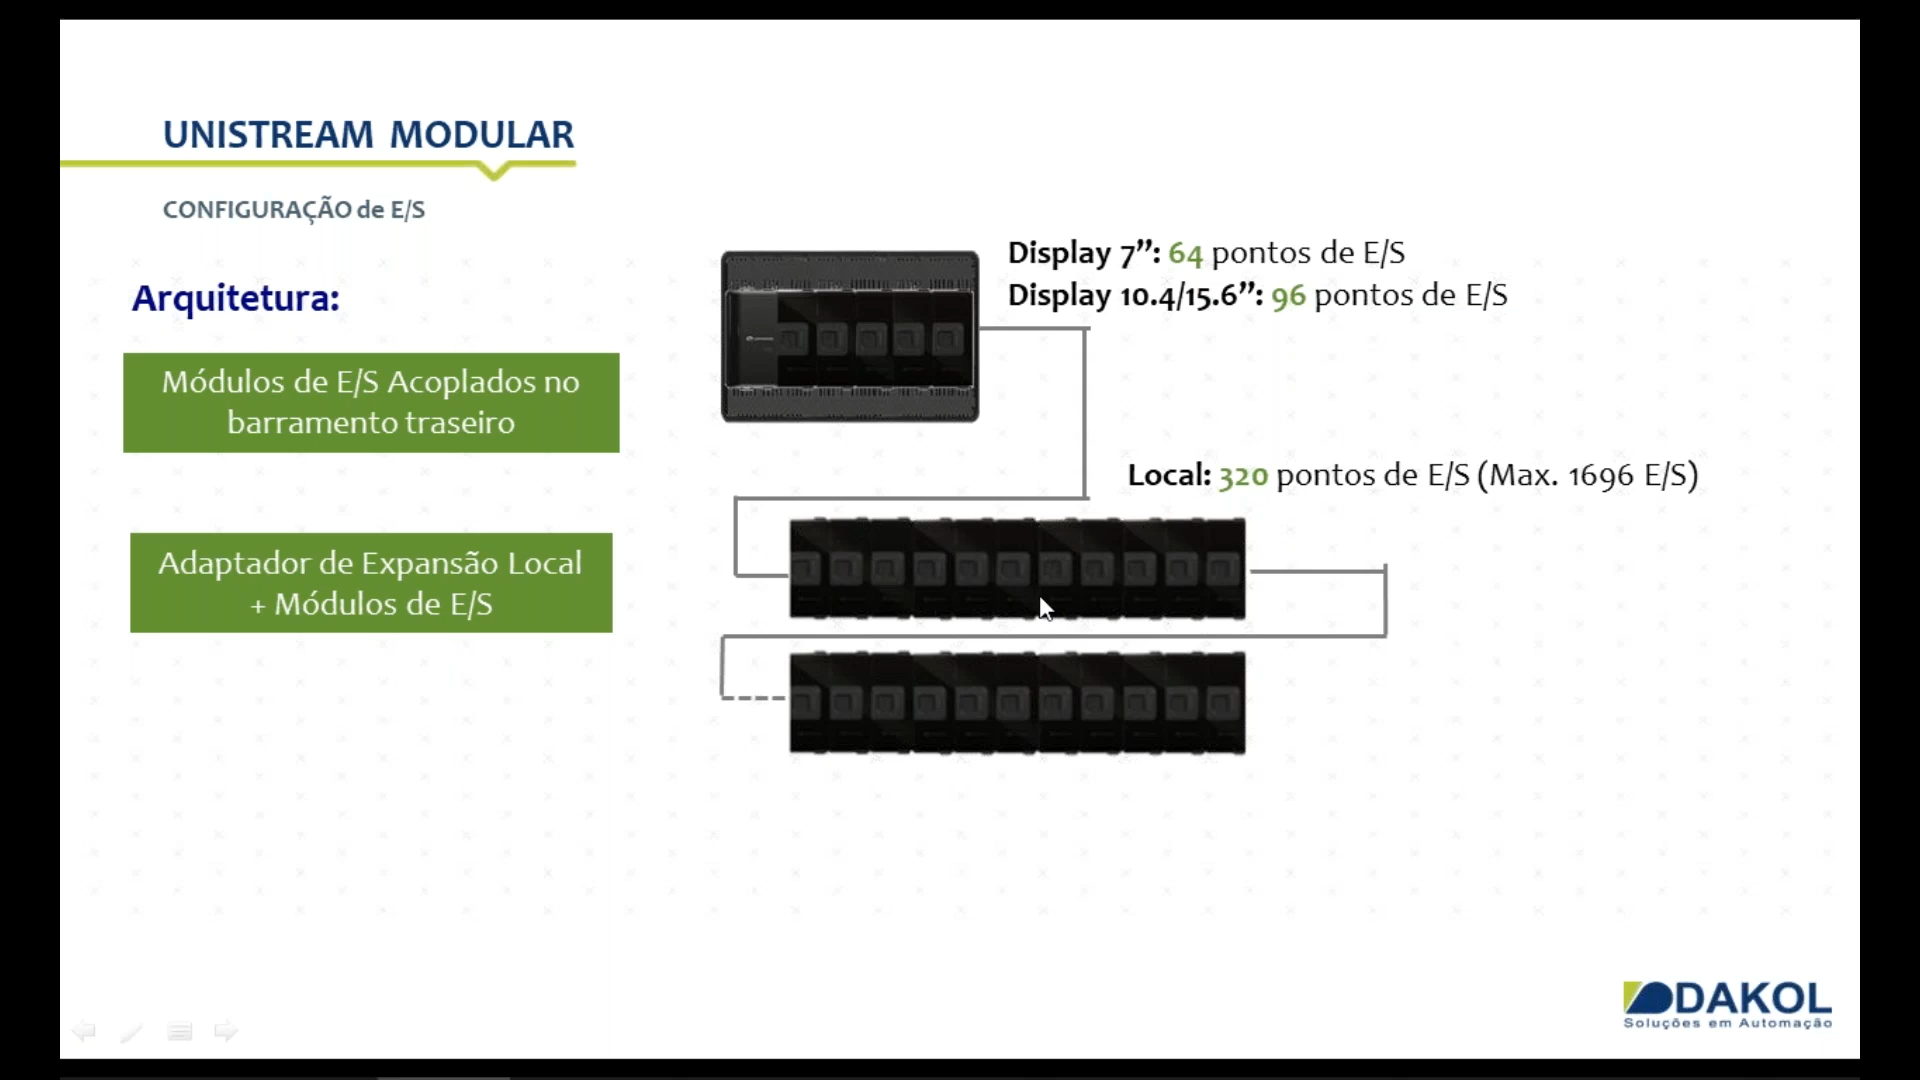 UNISTREAM MODULAR
CONFIGURAÇÃO de E/S
Arquitetura:
Módulos de E/S Acoplados no
barramento traseiro
Adaptador de Expansão Local
+ Módulos de E/S
Display 7”: 64 pontos de E/S
Display 10.4/15.6”: 96 pontos de E/S
Local: 320 pontos de E/S (Max. 1696 E/S)
DAKOL
Soluções em Automação